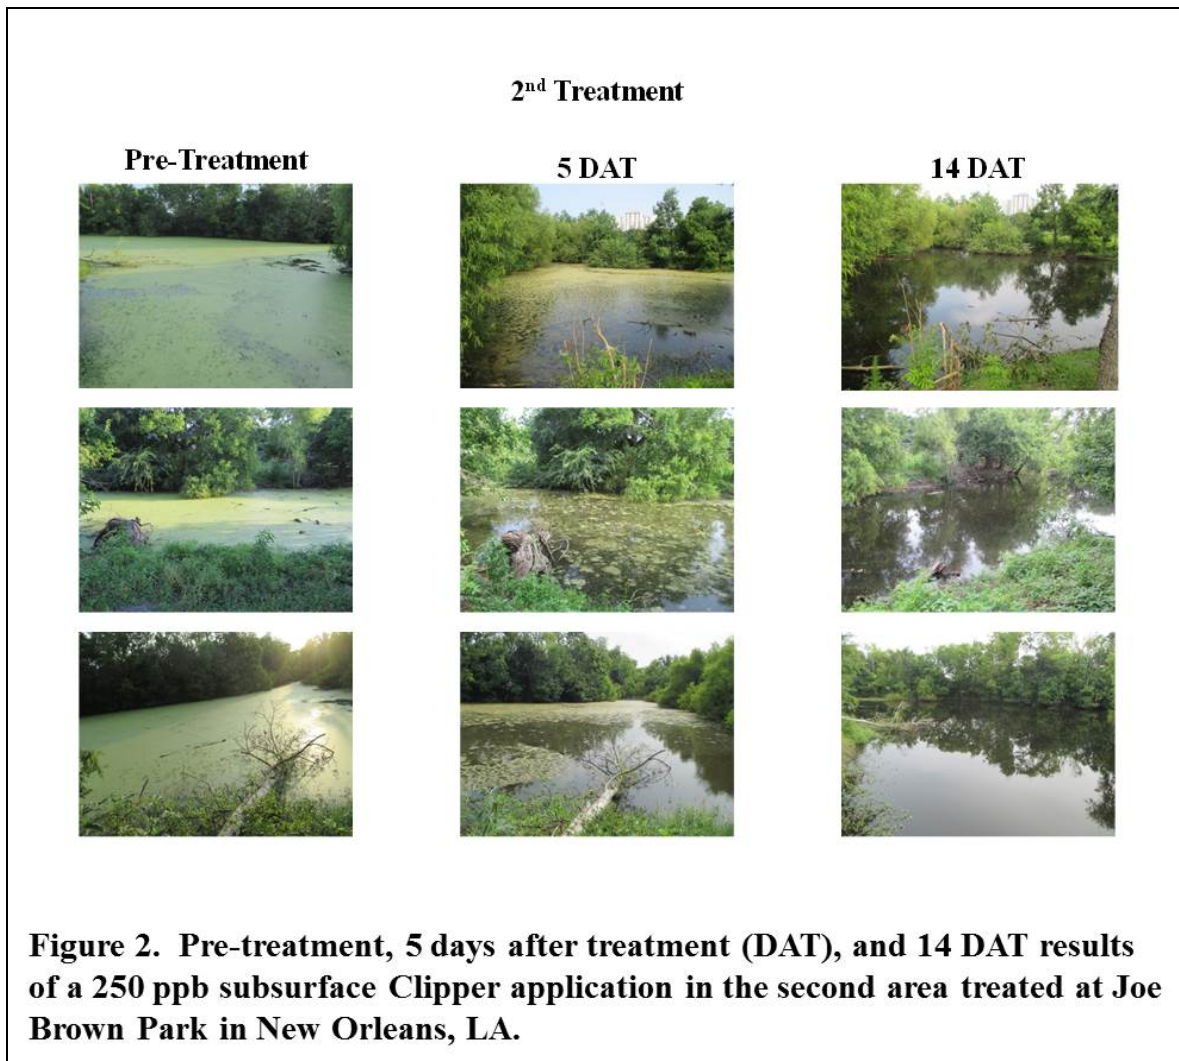 2nd Treatment
Pre-Treatment
5 DAT
14 DAT
Figure 2. Pre-treatment, 5 days after treatment (DAT), and 14 DAT results
of a 250 ppb subsurface Clipper application in the second area treated at Joe
Brown Park in New Orleans, LA.